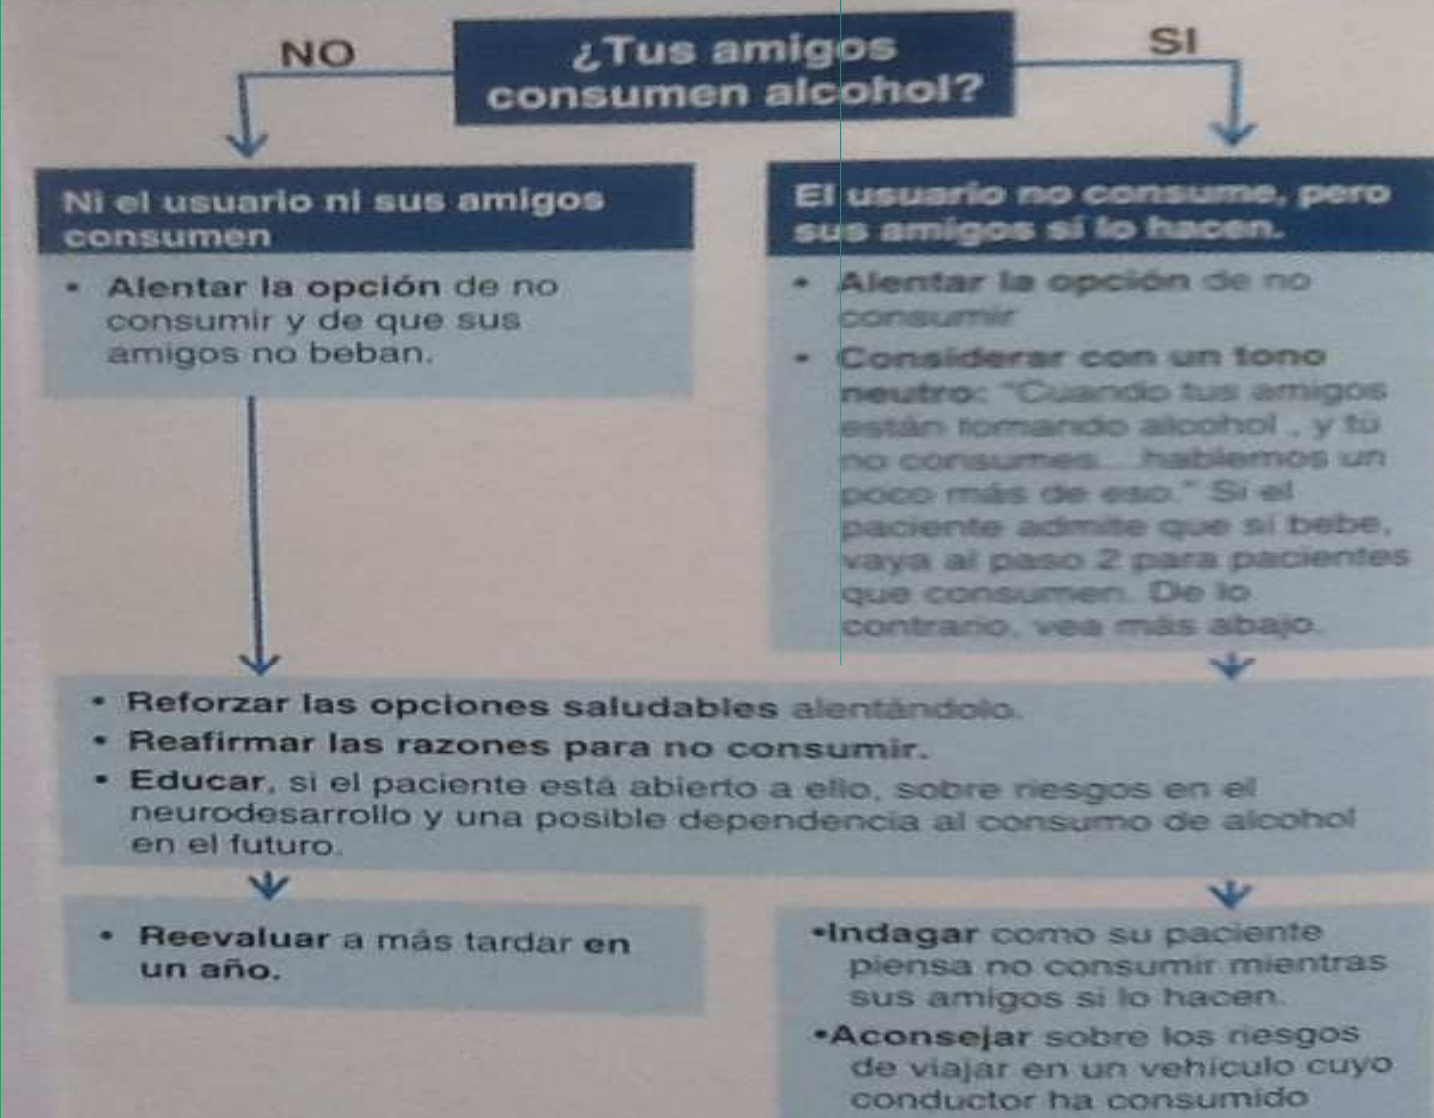 NO
¿Tus amigos
consumen alcohol?
SI
Ni el usuario ni sus amigos
consumen
• Alentar la opción de no
consumir y de que sus
amigos no beban.
El usuario no consume, pero
sus amigos sí lo hacen.
• Alentar la opción de no
consumir
• Considerar con un tono
neutro: "Cuando tus amigos
están tomando alcohol , y tú
no consumes... hablemos un
poco más de eso." Si el
paciente admite que sí bebe,
vaya al paso 2 para pacientes
que consumen. De lo
contrario, vea más abajo.
• Reforzar las opciones saludables alentándolo.
• Reafirmar las razones para no consumir.
• Educar, si el paciente está abierto a ello, sobre riesgos en el
neurodesarrollo y una posible dependencia al consumo de alcohol
en el futuro.
• Reevaluar a más tardar en
un año.
•Indagar como su paciente
piensa no consumir mientras
sus amigos si lo hacen.
•Aconsejar sobre los riesgos
de viajar en un vehículo cuyo
conductor ha consumido